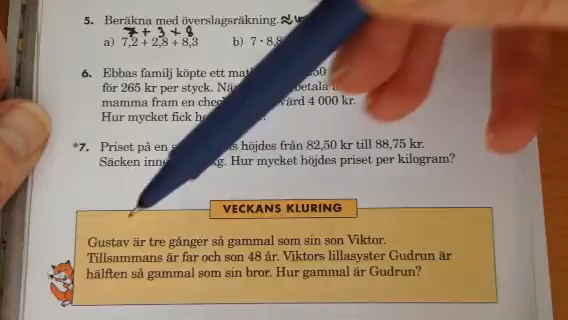 5. Beräkna med överslagsräkning.
7 + 3 + 8
a) 7,2 + 2,8 + 8,3 b) 7 · 8,8
6. Ebbas familj köpte ett
för 265 kr per styck.
mamma fram en värd 4 000 kr.
Hur mycket fick
*7. Priset på en höjdes från 82,50 kr till 88,75 kr.
Säcken kg. Hur mycket höjdes priset per kilogram?
VECKANS KLURING
Gustav är tre gånger så gammal som sin son Viktor.
Tillsammans är far och son 48 år. Viktors lillasyster Gudrun är
hälften så gammal som sin bror. Hur gammal är Gudrun?